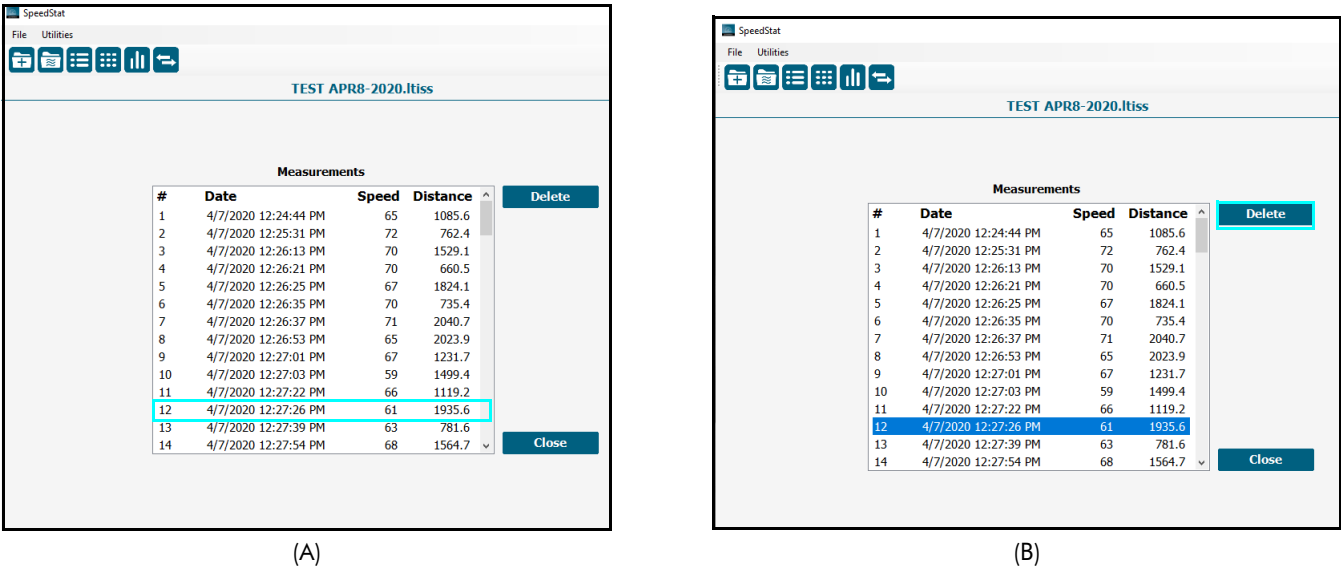 SpeedStat
File Utilities
TEST APR8-2020.ltiss
Measurements
# Date Speed Distance
Delete
1 4/7/2020 12:24:44 PM 65 1085.6
2 4/7/2020 12:25:31 PM 72 762.4
3 4/7/2020 12:26:13 PM 70 1529.1
4 4/7/2020 12:26:21 PM 70 660.5
5 4/7/2020 12:26:25 PM 67 1824.1
6 4/7/2020 12:26:35 PM 70 735.4
7 4/7/2020 12:26:37 PM 71 2040.7
8 4/7/2020 12:26:53 PM 65 2023.9
9 4/7/2020 12:27:01 PM 67 1231.7
10 4/7/2020 12:27:03 PM 59 1499.4
11 4/7/2020 12:27:22 PM 66 1119.2
12 4/7/2020 12:27:26 PM 61 1935.6
13 4/7/2020 12:27:39 PM 63 781.6
14 4/7/2020 12:27:54 PM 68 1564.7
Close
(A)
SpeedStat
File Utilities
TEST APR8-2020.ltiss
Measurements
# Date Speed Distance
Delete
1 4/7/2020 12:24:44 PM 65 1085.6
2 4/7/2020 12:25:31 PM 72 762.4
3 4/7/2020 12:26:13 PM 70 1529.1
4 4/7/2020 12:26:21 PM 70 660.5
5 4/7/2020 12:26:25 PM 67 1824.1
6 4/7/2020 12:26:35 PM 70 735.4
7 4/7/2020 12:26:37 PM 71 2040.7
8 4/7/2020 12:26:53 PM 65 2023.9
9 4/7/2020 12:27:01 PM 67 1231.7
10 4/7/2020 12:27:03 PM 59 1499.4
11 4/7/2020 12:27:22 PM 66 1119.2
12 4/7/2020 12:27:26 PM 61 1935.6
13 4/7/2020 12:27:39 PM 63 781.6
14 4/7/2020 12:27:54 PM 68 1564.7
Close
(B)